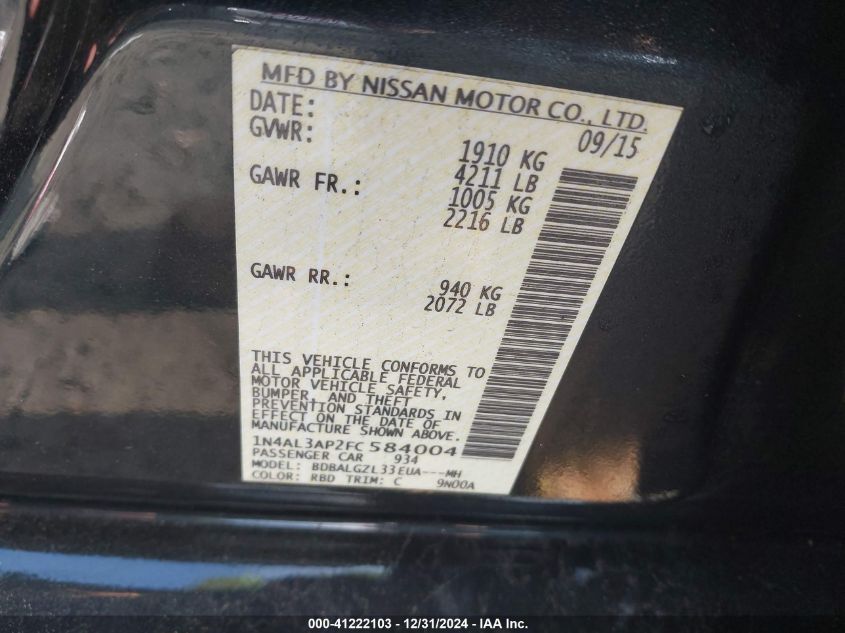 MFD BY NISSAN MOTOR CO., LTD.
DATE: 09/15
GVWR: 1910 KG
4211 LB
GAWR FR.: 1005 KG
2216 LB
GAWR RR.: 940 KG
2072 LB
THIS VEHICLE CONFORMS TO
ALL APPLICABLE FEDERAL
MOTOR VEHICLE SAFETY,
BUMPER, AND THEFT
PREVENTION STANDARDS IN
EFFECT ON THE DATE OF
MANUFACTURE SHOWN ABOVE.
1N4AL3AP2FC584004
PASSENGER CAR 934
MODEL: BDBALGZL33EUA---MH
COLOR: RBD TRIM: C 9N00A
000-41222103 - 12/31/2024 - IAA Inc.